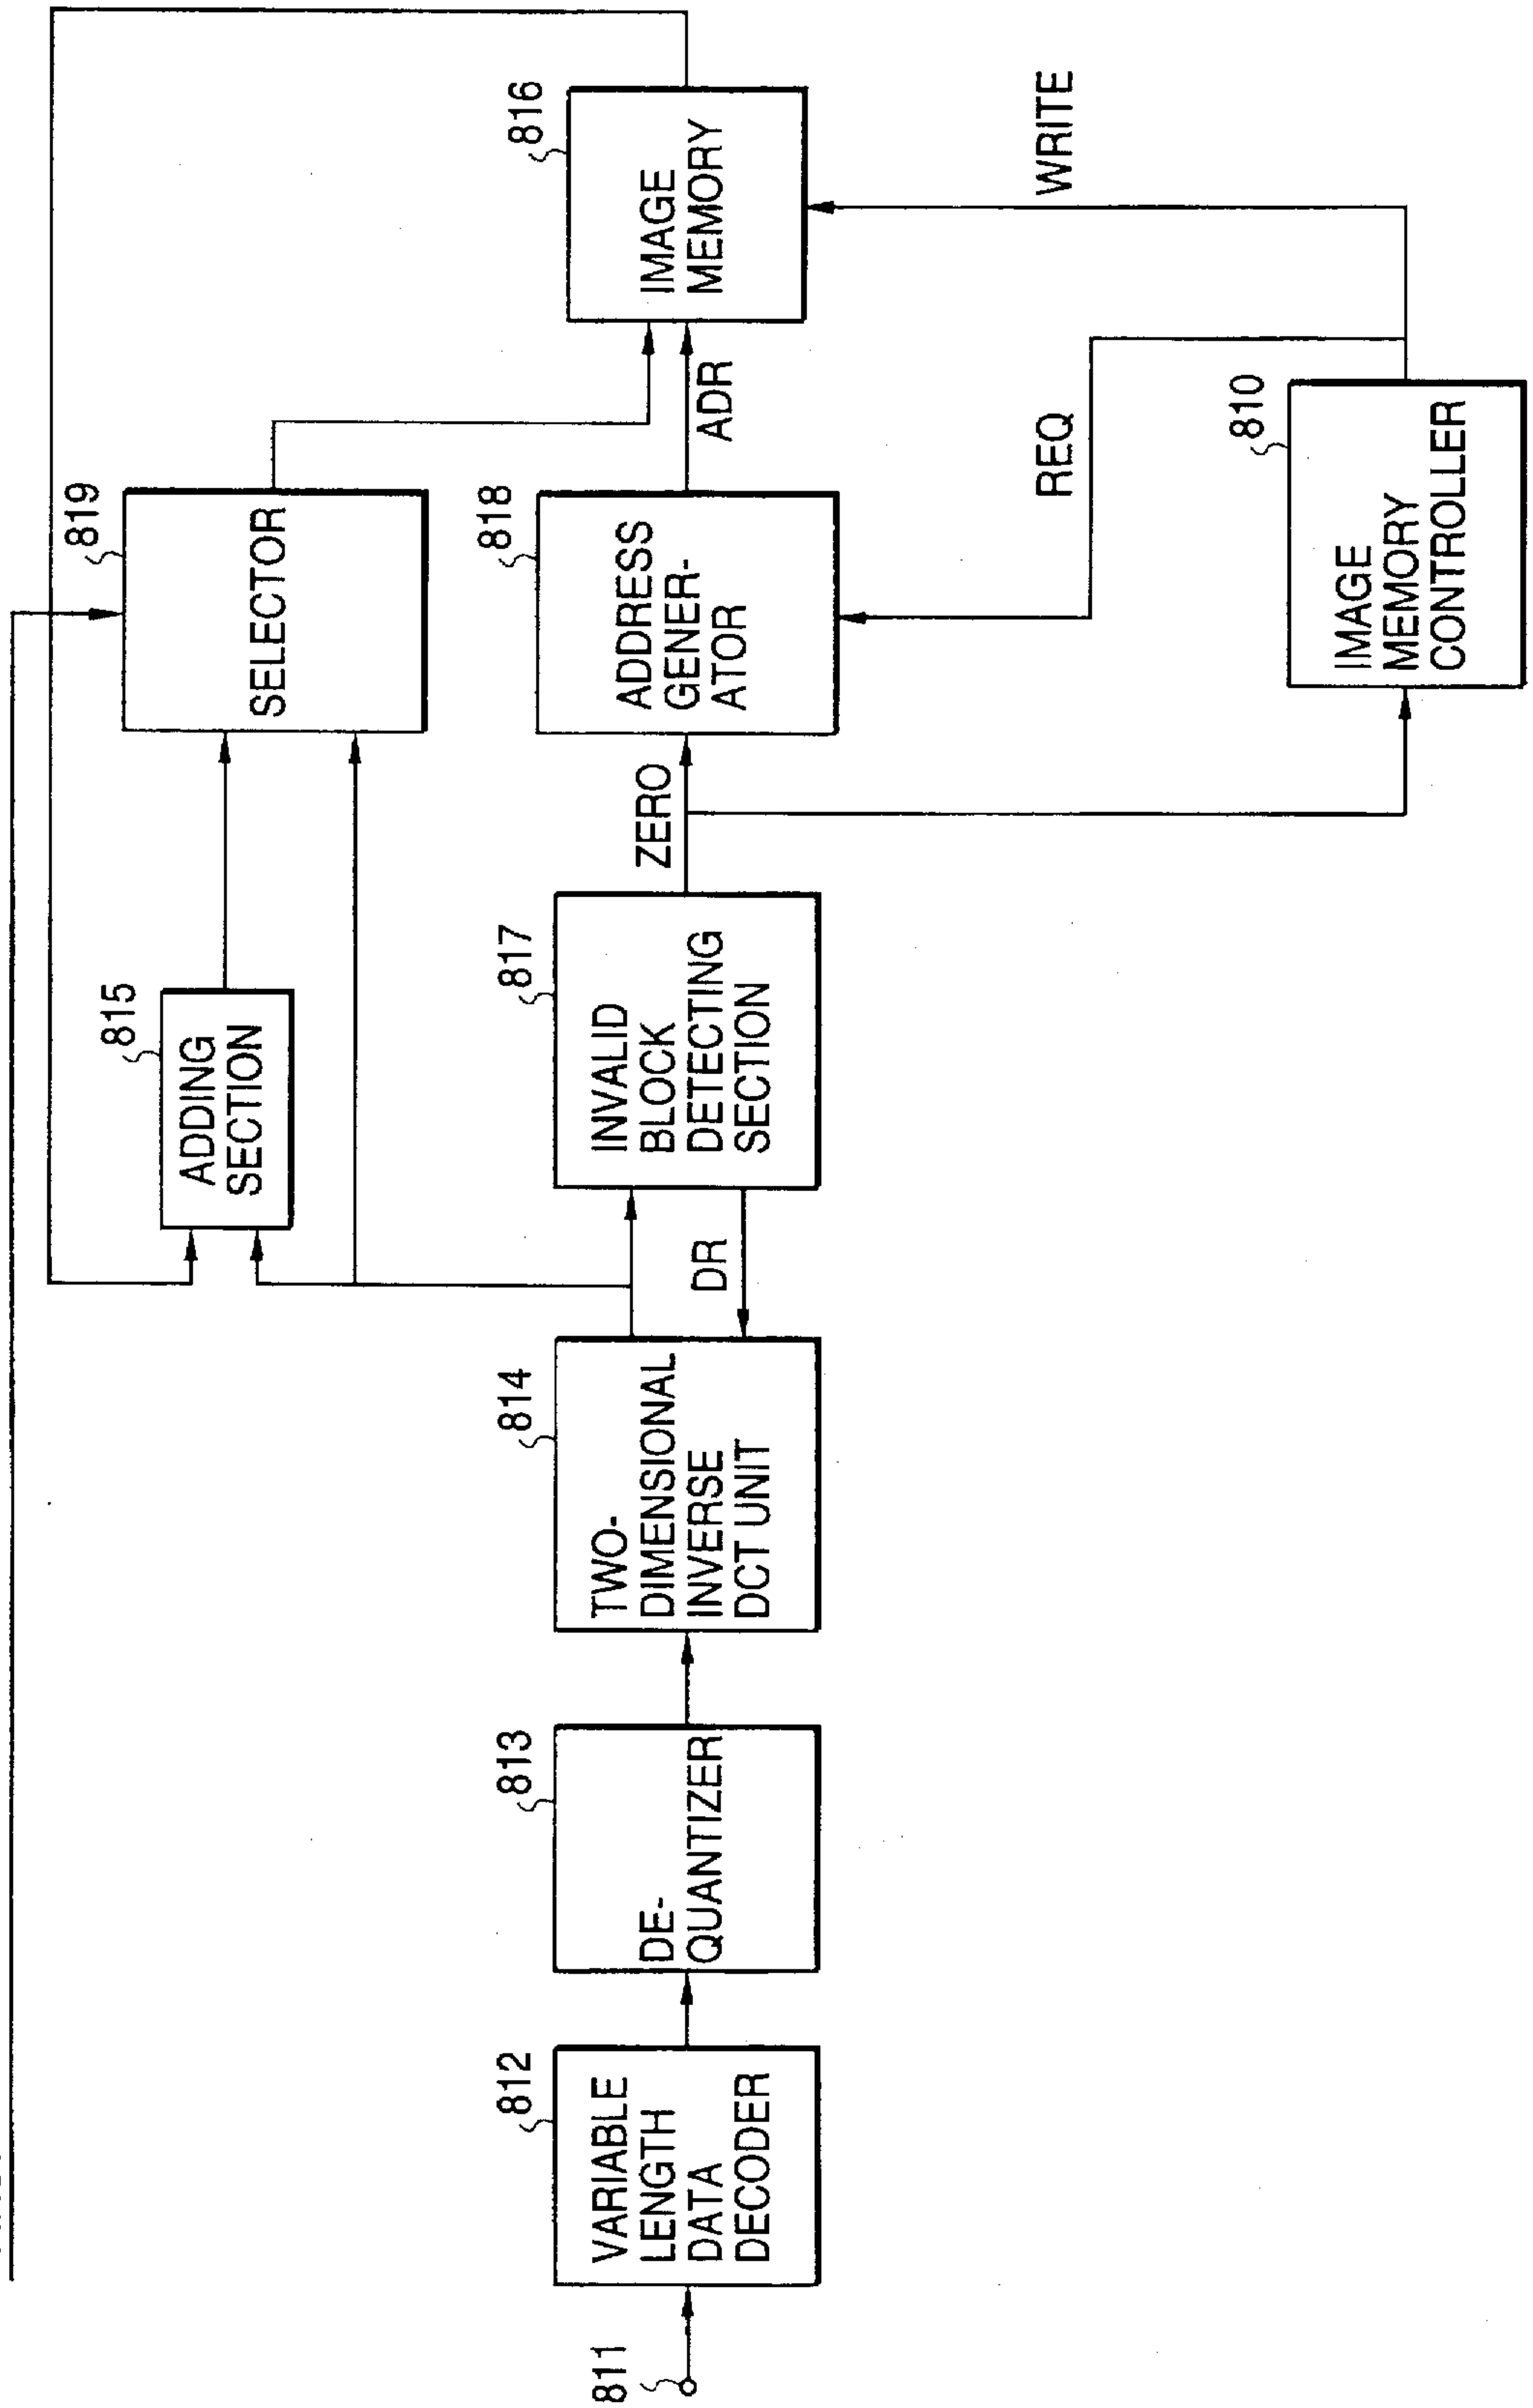 819
SELECTOR
815
ADDING
SECTION
816
IMAGE
MEMORY
818
ADDRESS
GENER-
ATOR
ADR
ZERO
817
INVALID
BLOCK
DETECTING
SECTION
DR
814
TWO-
DIMENSIONAL
INVERSE
DCT UNIT
813
DE-
QUANTIZER
812
VARIABLE
LENGTH
DATA
DECODER
811
WRITE
REQ
810
IMAGE
MEMORY
CONTROLLER